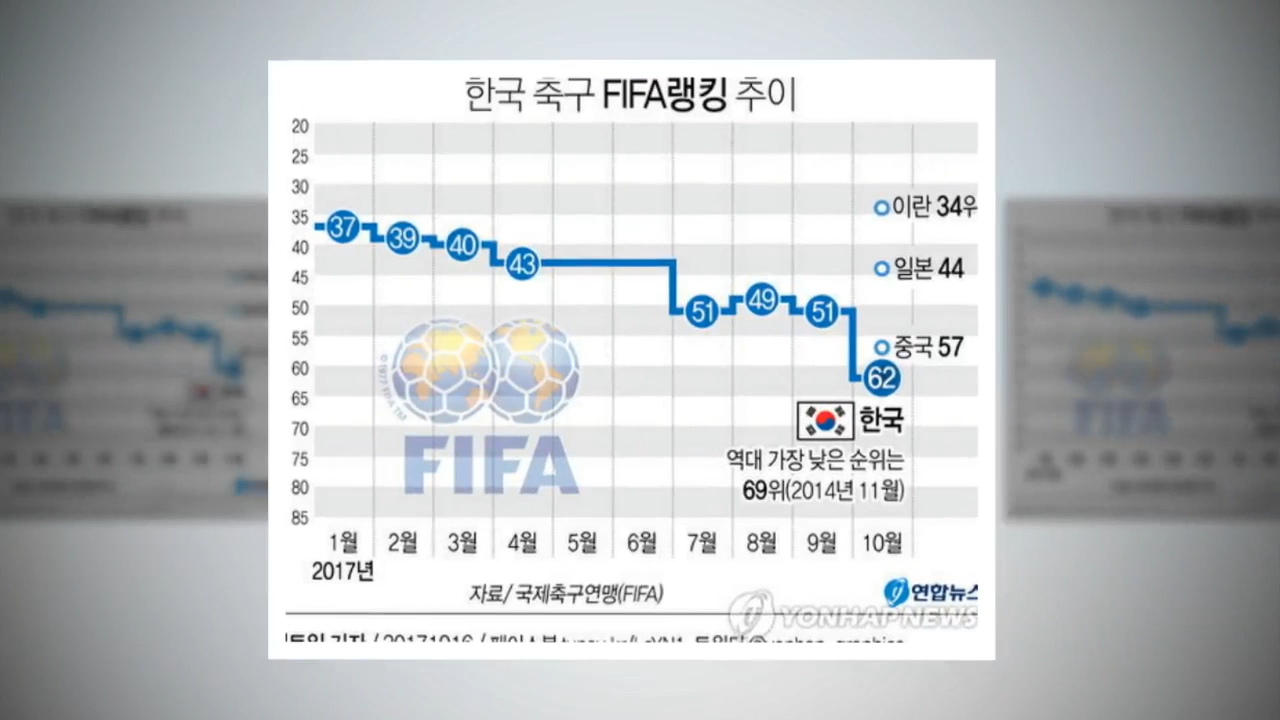 한국 축구 FIFA랭킹 추이
20
25
30
35
40
45
50
55
60
65
70
75
80
85
37
39
40
43
51
49
51
62
이란 34위
일본 44
중국 57
한국
역대 가장 낮은 순위는
69위(2014년 11월)
©1977 FIFA TM
FIFA
1월 2월 3월 4월 5월 6월 7월 8월 9월 10월
2017년
자료/ 국제축구연맹(FIFA)
연합뉴스
YONHAPNEWS